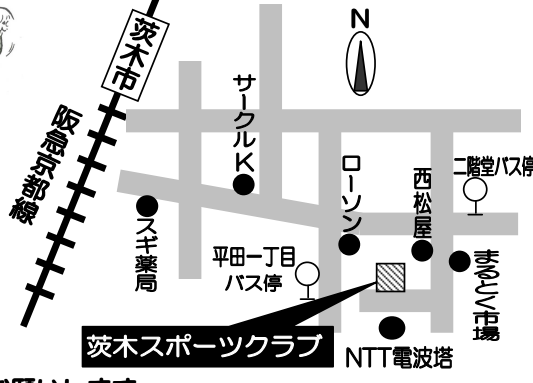 N
茨木市
サークルK
阪急京都線
ローソン
西松屋
二階堂バス停
スギ薬局
平田一丁目
バス停
まるとく市場
茨木スポーツクラブ
NTT電波塔